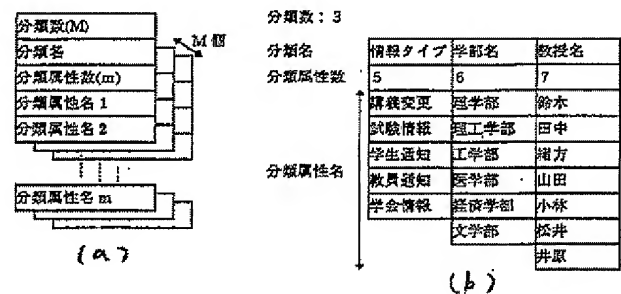 分類数(M)
分類名
分類属性数(m)
分類属性名 1
分類属性名 2
分類属性名 m
M 個
(a)
分類数：3
分類名 情報タイプ 学部名 教授名
分類属性数 5 6 7
分類属性名
講義変更 理学部 鈴木
試験情報 理工学部 田中
学生通知 工学部 緒方
教員通知 医学部 山田
学会情報 経済学部 小林
文学部 松井
井原
(b)